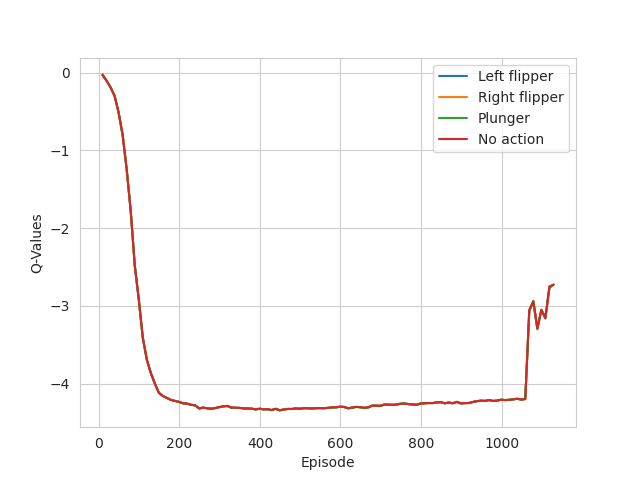 0
−1
−2
−3
−4
Q-Values
Left flipper
Right flipper
Plunger
No action
0
200
400
600
800
1000
Episode